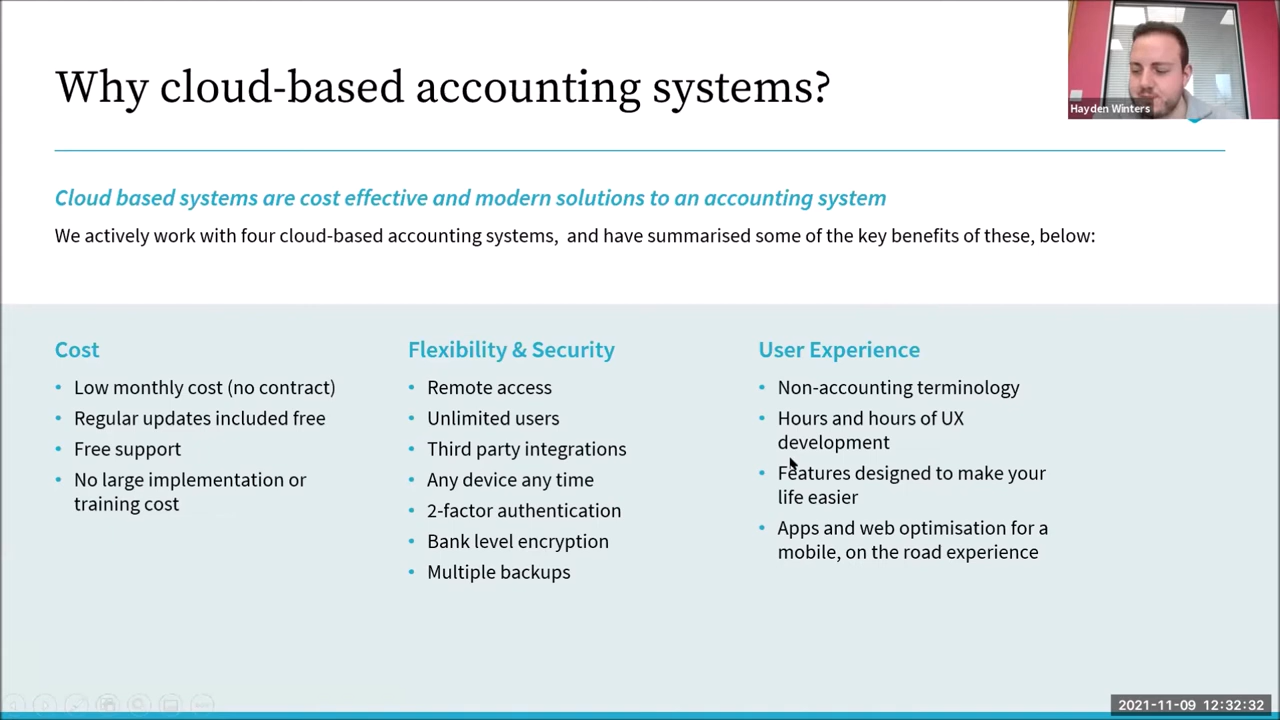 Why cloud-based accounting systems?
Hayden Winters
Cloud based systems are cost effective and modern solutions to an accounting system
We actively work with four cloud-based accounting systems,  and have summarised some of the key benefits of these, below:
Cost
• Low monthly cost (no contract)
• Regular updates included free
• Free support
• No large implementation or
training cost
Flexibility & Security
• Remote access
• Unlimited users
• Third party integrations
• Any device any time
• 2-factor authentication
• Bank level encryption
• Multiple backups
User Experience
• Non-accounting terminology
• Hours and hours of UX
development
• Features designed to make your
life easier
• Apps and web optimisation for a
mobile, on the road experience
2021-11-09 12:32:32